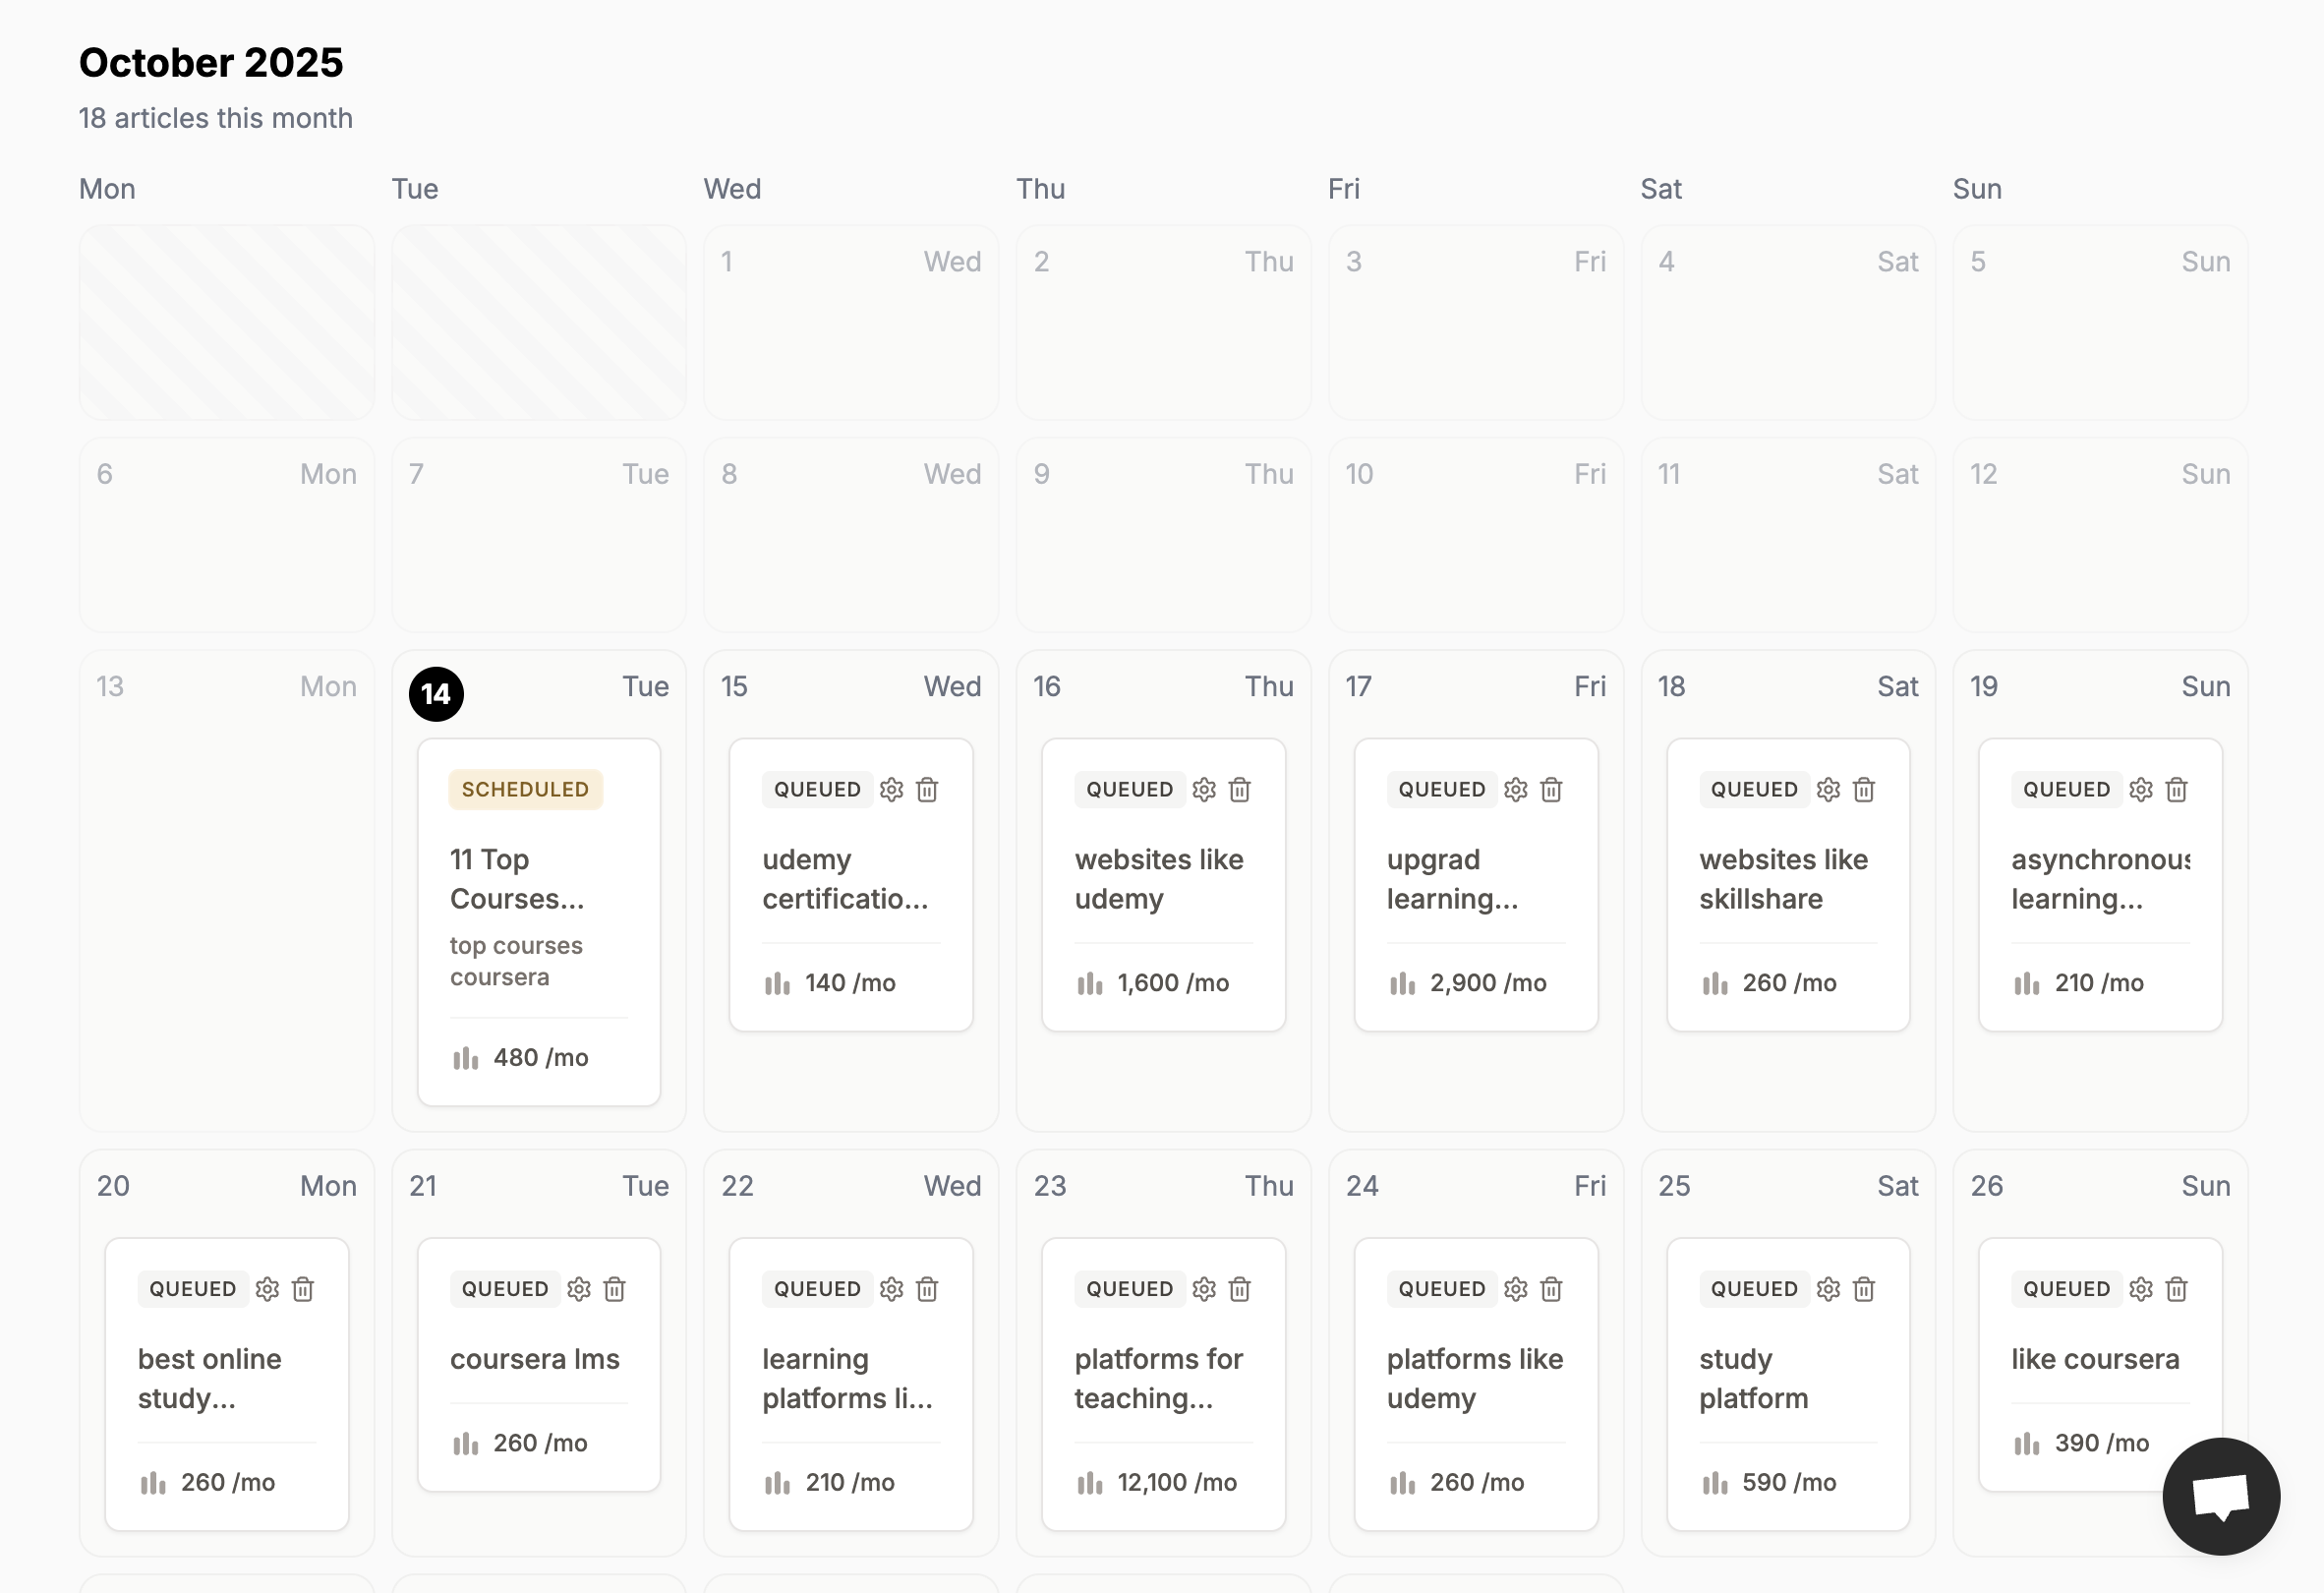 October 2025
18 articles this month
Mon Tue Wed Thu Fri Sat Sun
1 Wed
2 Thu
3 Fri
4 Sat
5 Sun
6 Mon
7 Tue
8 Wed
9 Thu
10 Fri
11 Sat
12 Sun
13 Mon
14 Tue
SCHEDULED
11 Top
Courses...
top courses
coursera
480 /mo
15 Wed
QUEUED
udemy
certificatio...
140 /mo
16 Thu
QUEUED
websites like
udemy
1,600 /mo
17 Fri
QUEUED
upgrad
learning...
2,900 /mo
18 Sat
QUEUED
websites like
skillshare
260 /mo
19 Sun
QUEUED
asynchronous
learning...
210 /mo
20 Mon
QUEUED
best online
study...
260 /mo
21 Tue
QUEUED
coursera lms
260 /mo
22 Wed
QUEUED
learning
platforms li...
210 /mo
23 Thu
QUEUED
platforms for
teaching...
12,100 /mo
24 Fri
QUEUED
platforms like
udemy
260 /mo
25 Sat
QUEUED
study
platform
590 /mo
26 Sun
QUEUED
like coursera
390 /mo